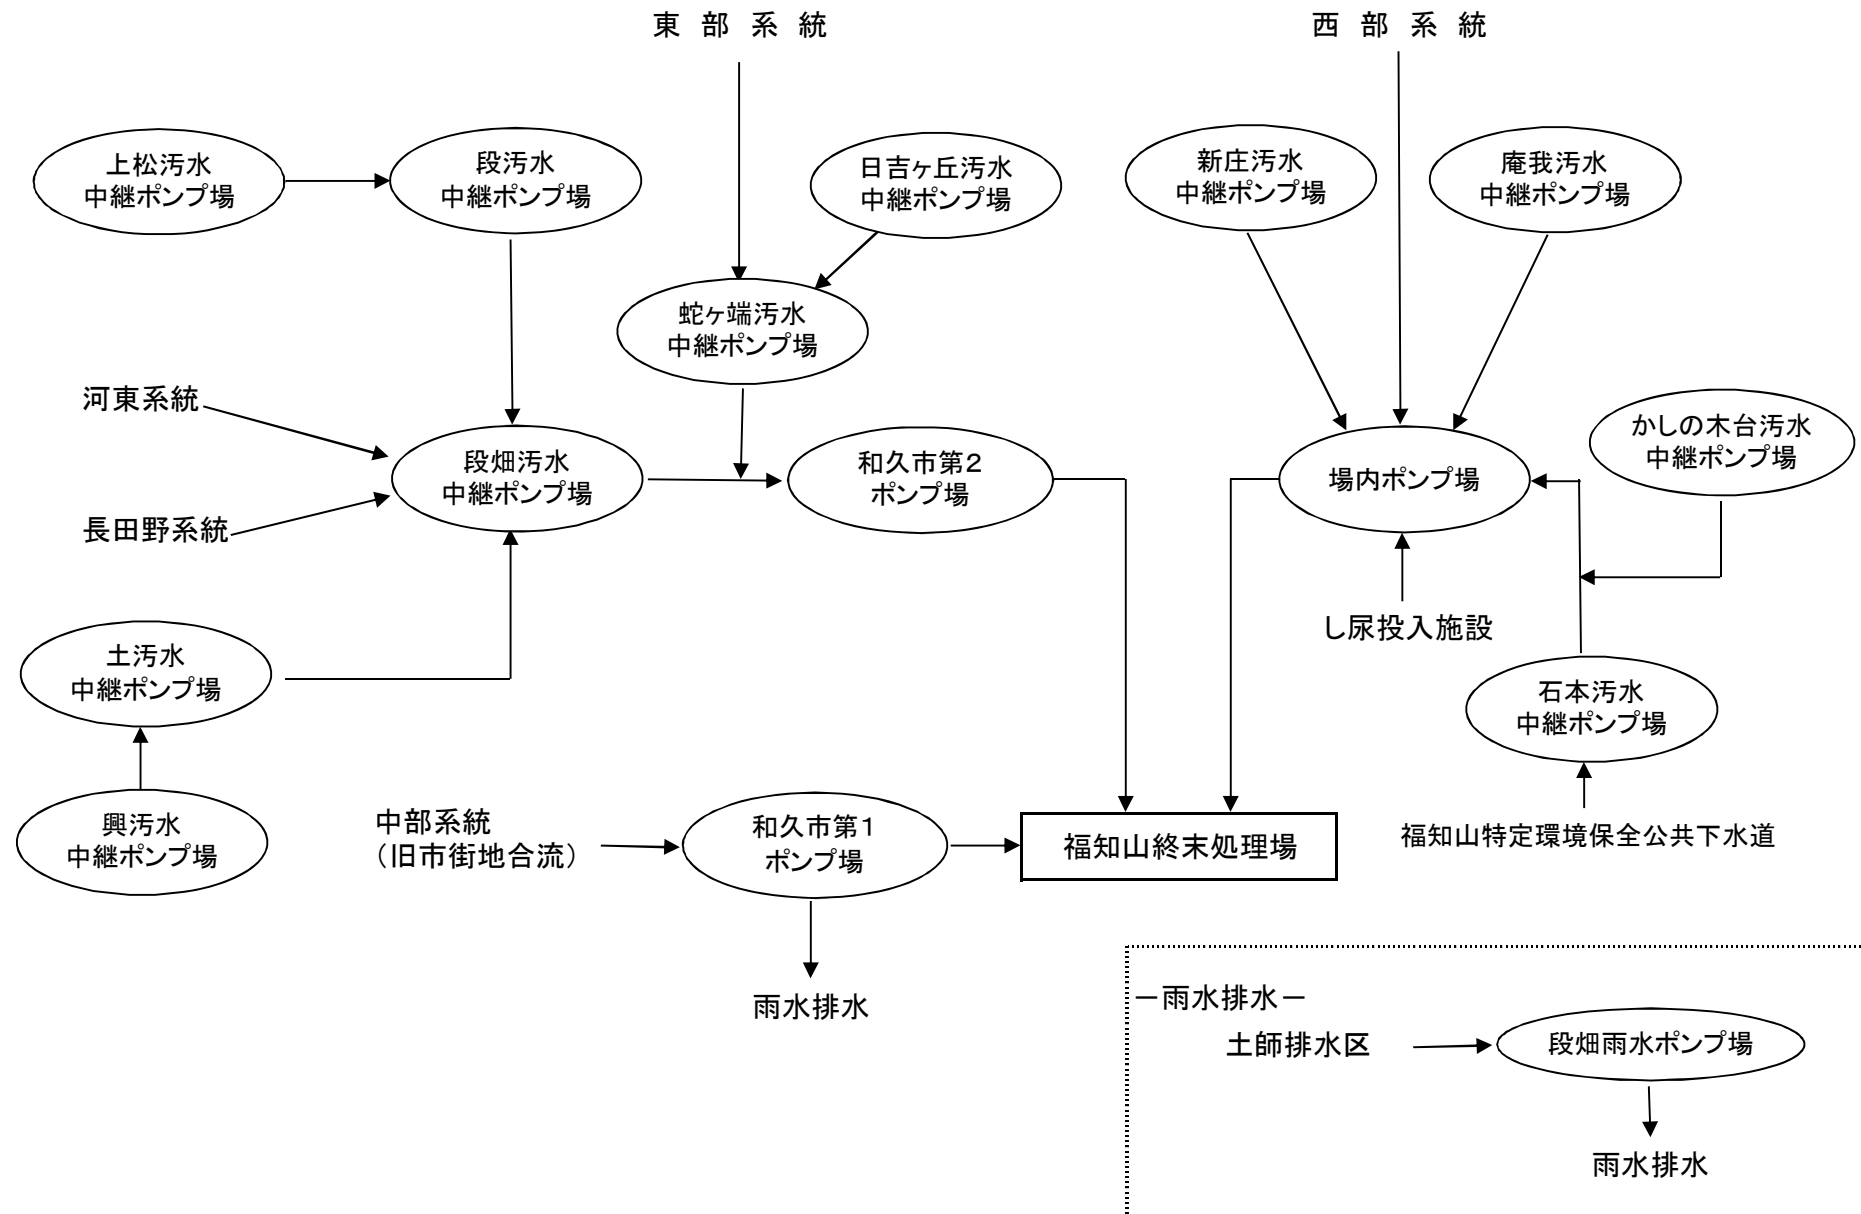 東 部 系 統
西 部 系 統
上松汚水
中継ポンプ場
段汚水
中継ポンプ場
日吉ヶ丘汚水
中継ポンプ場
新庄汚水
中継ポンプ場
庵我汚水
中継ポンプ場
蛇ヶ端汚水
中継ポンプ場
河東系統
段畑汚水
中継ポンプ場
和久市第２
ポンプ場
場内ポンプ場
かしの木台汚水
中継ポンプ場
長田野系統
し尿投入施設
土汚水
中継ポンプ場
石本汚水
中継ポンプ場
興汚水
中継ポンプ場
中部系統
（旧市街地合流）
和久市第１
ポンプ場
福知山終末処理場
福知山特定環境保全公共下水道
雨水排水
－雨水排水－
土師排水区
段畑雨水ポンプ場
雨水排水